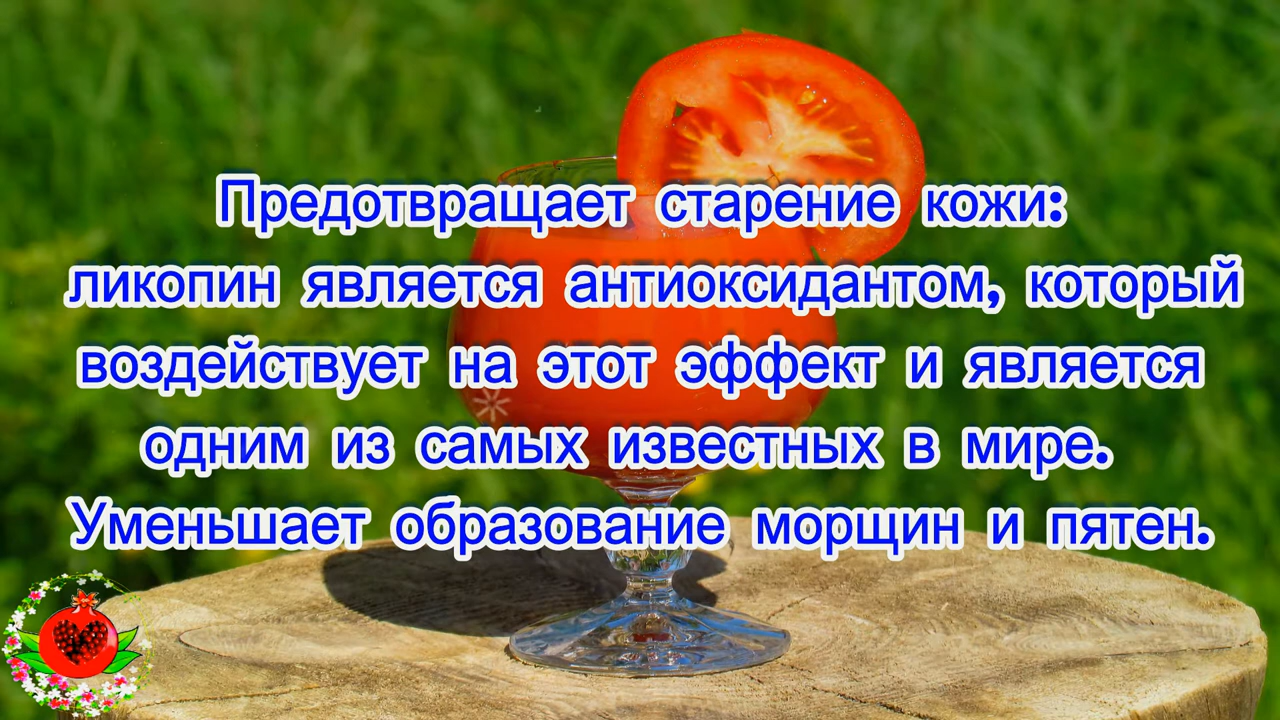 Предотвращает старение кожи:
ликопин является антиоксидантом, который
воздействует на этот эффект и является
одним из самых известных в мире.
Уменьшает образование морщин и пятен.